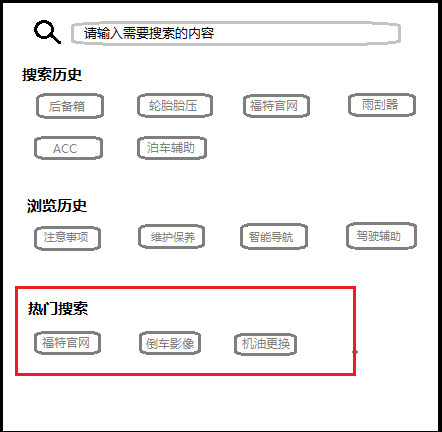 请输入需要搜索的内容
搜索历史
后备箱 轮胎胎压 福特官网 雨刮器
ACC 泊车辅助
浏览历史
注意事项 维护保养 智能导航 驾驶辅助
热门搜索
福特官网 倒车影像 机油更换